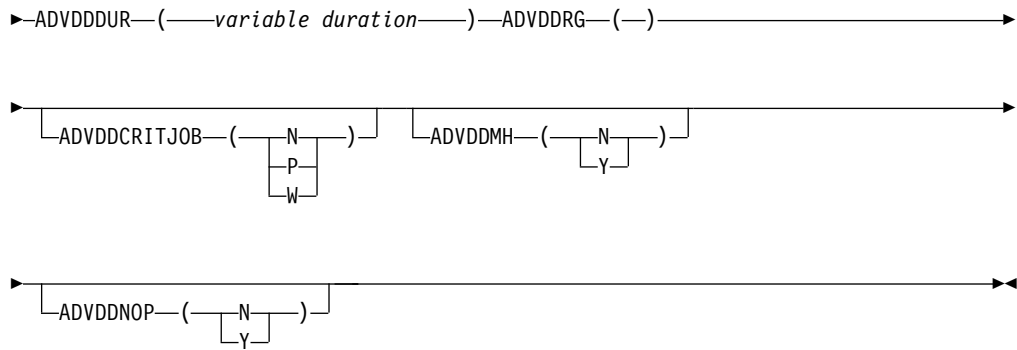 ADVDDDUR ( variable duration ) ADVDDRG ( )
ADVDDCRITJOB ( N ) ADVDDMH ( N )
P Y
W
ADVDDNOP ( N )
Y